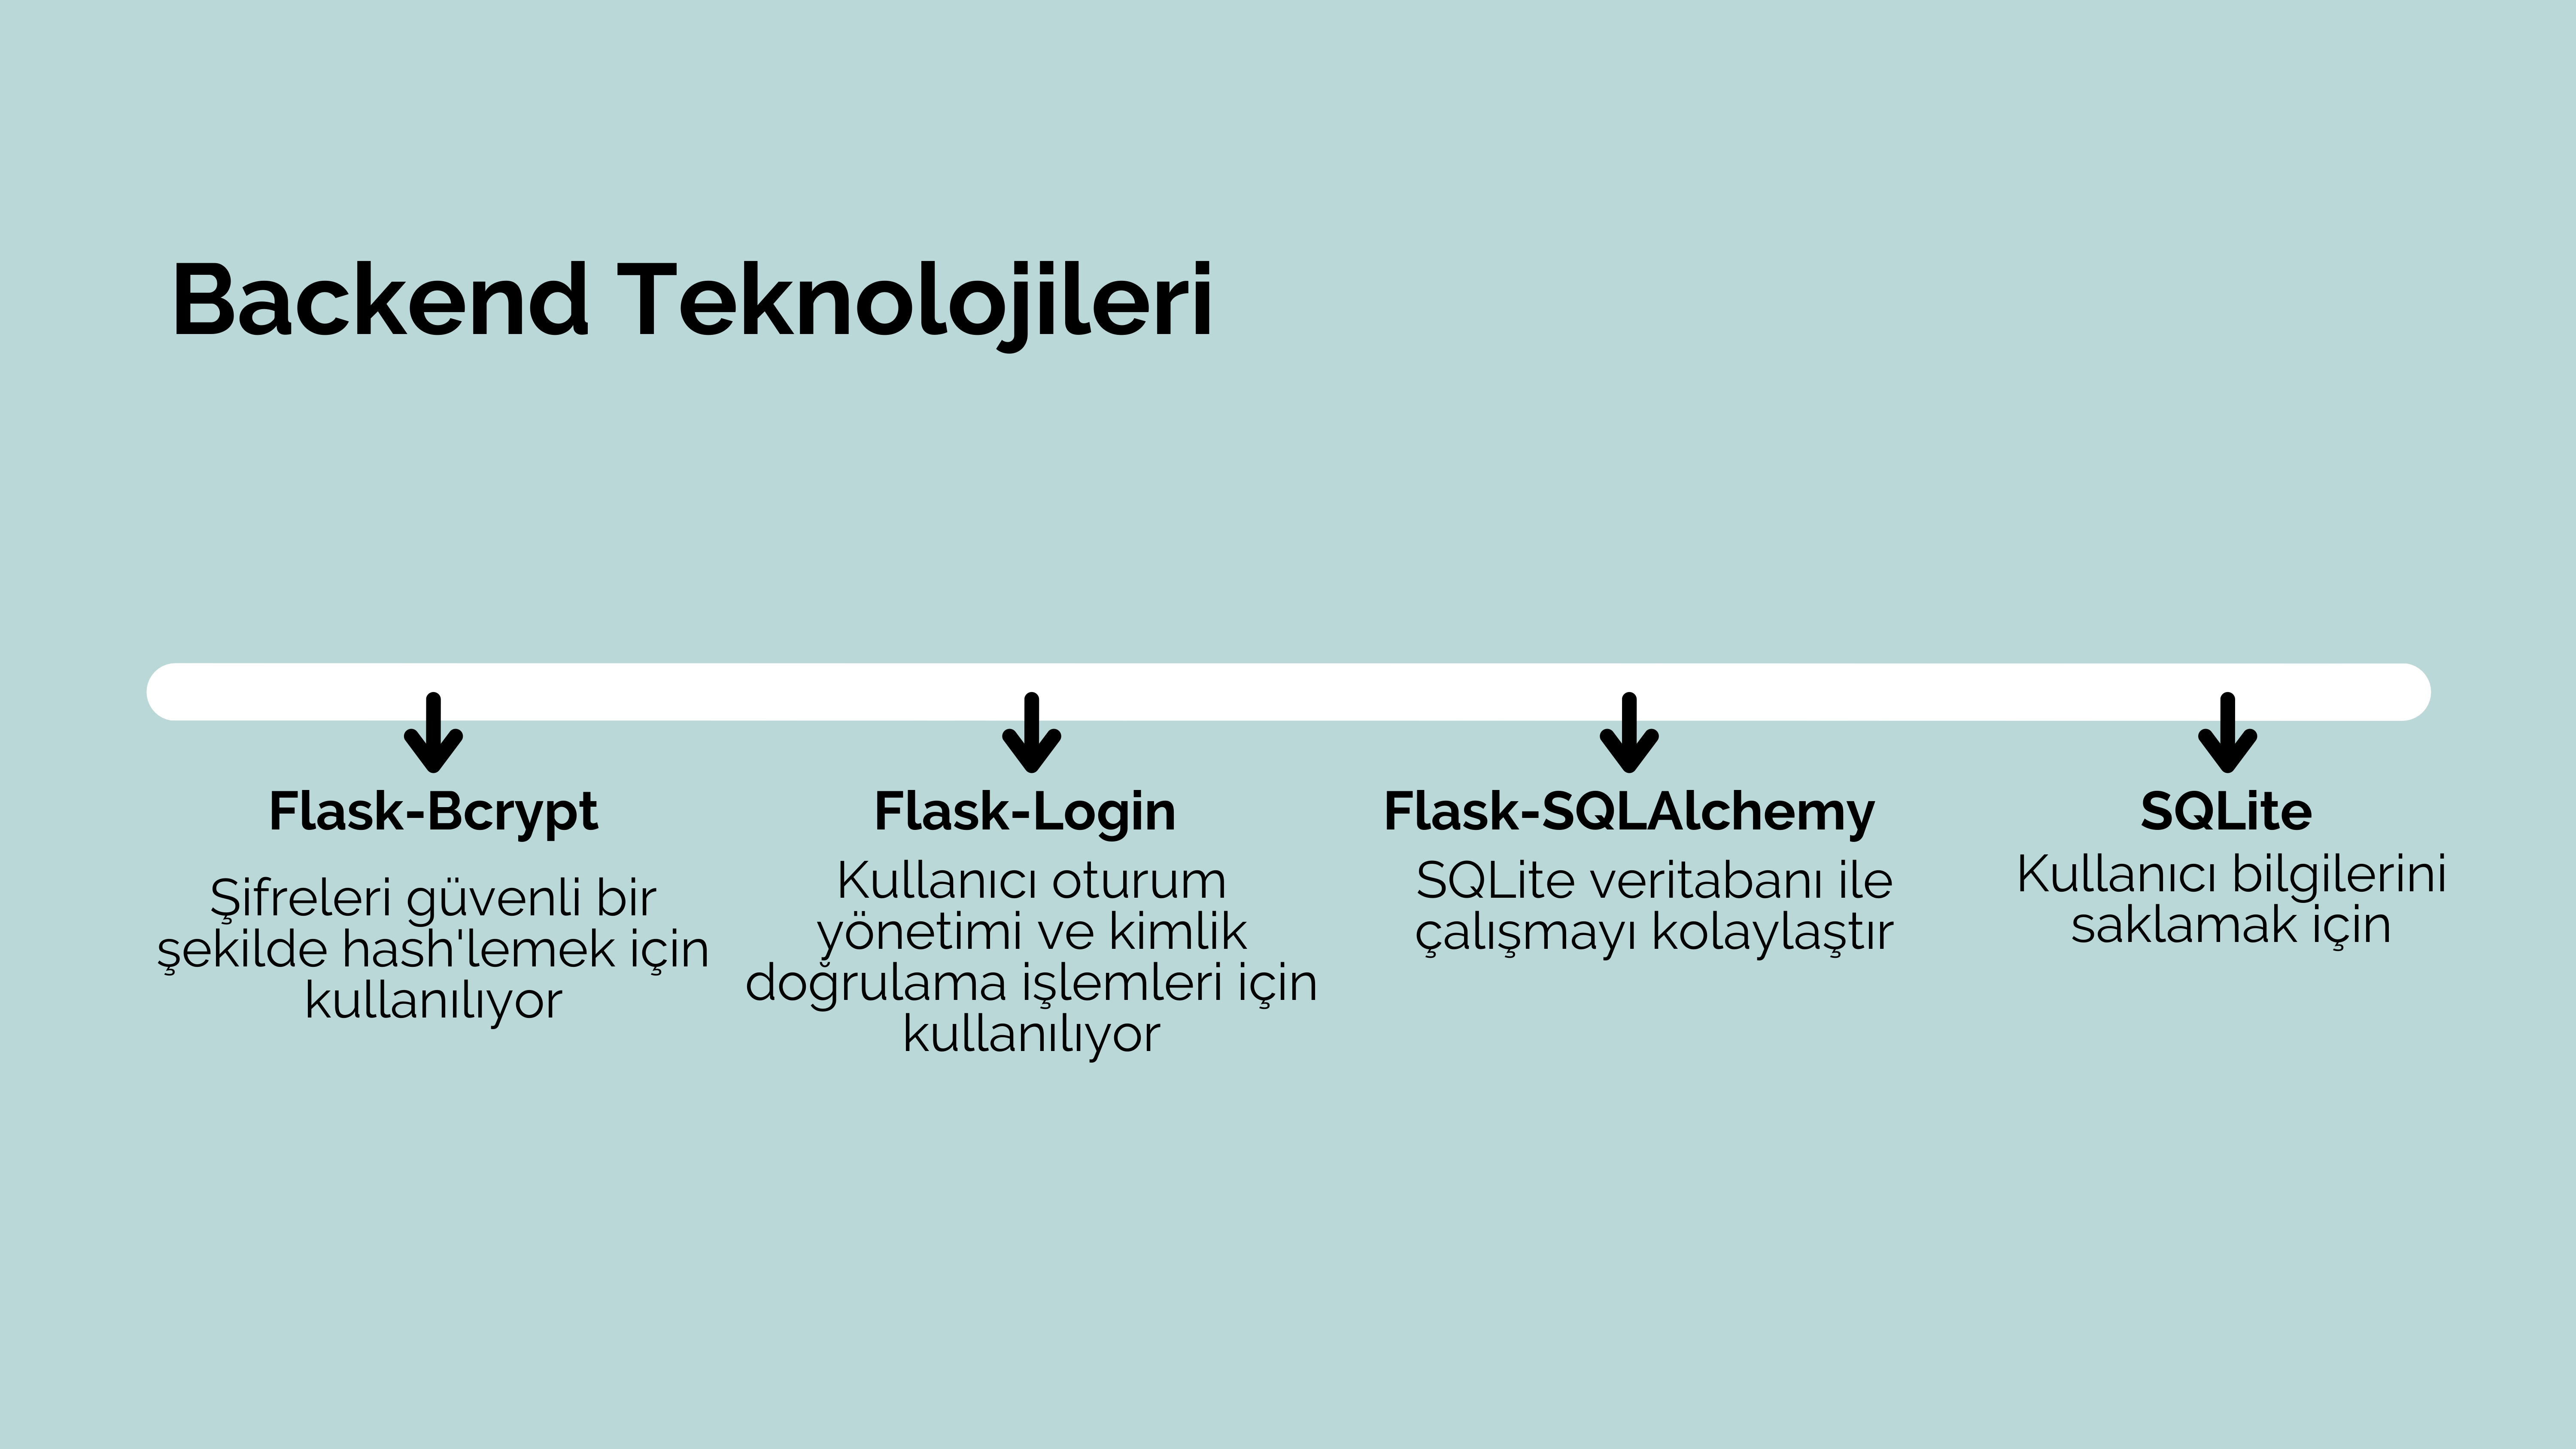 Backend Teknolojileri
Flask-Bcrypt
Şifreleri güvenli bir
şekilde hash'lemek için
kullanılıyor
Flask-Login
Kullanıcı oturum
yönetimi ve kimlik
doğrulama işlemleri için
kullanılıyor
Flask-SQLAlchemy
SQLite veritabanı ile
çalışmayı kolaylaştır
SQLite
Kullanıcı bilgilerini
saklamak için